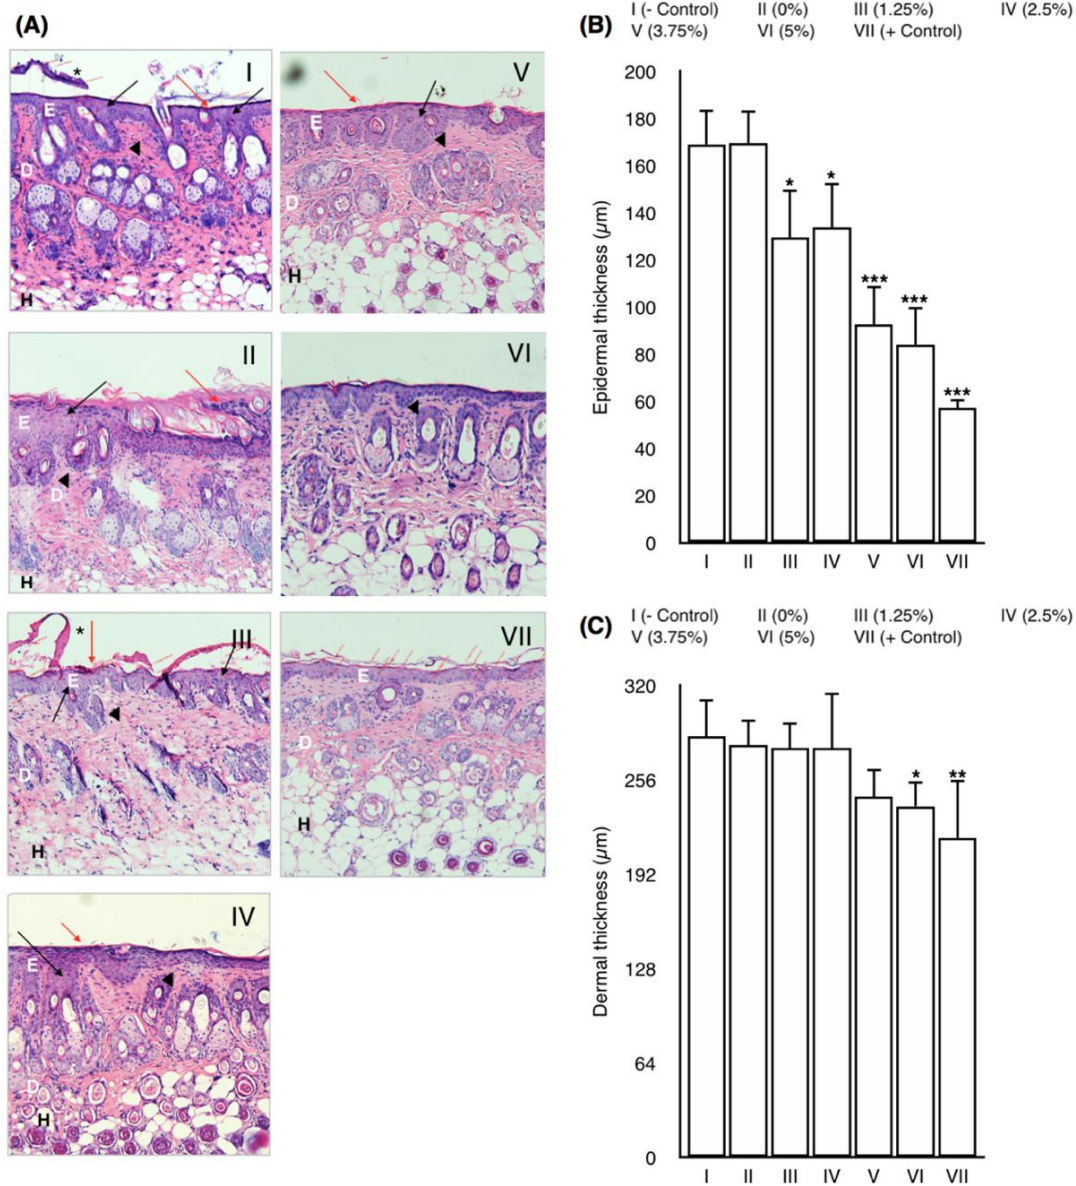 (A)
I
*
E
D
H
V
E
D
H
II
E
D
H
VI
III
*
E
D
H
VII
E
D
H
IV
E
D
H
(B)
I (- Control) II (0%) III (1.25%) IV (2.5%)
V (3.75%) VI (5%) VII (+ Control)
Epidermal thickness (µm)
200
180
160
140
120
100
80
60
40
20
0
* * *** *** ***
I II III IV V VI VII
(C)
I (- Control) II (0%) III (1.25%) IV (2.5%)
V (3.75%) VI (5%) VII (+ Control)
Dermal thickness (µm)
320
256
192
128
64
0
* **
I II III IV V VI VII